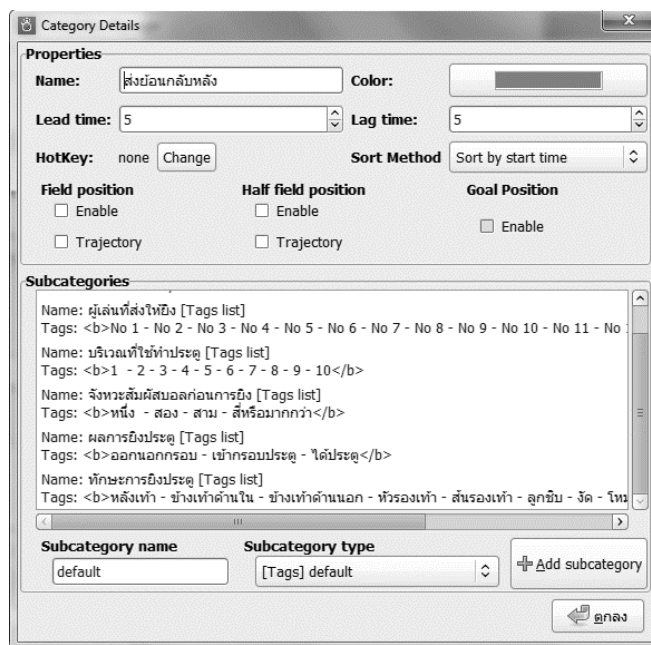 Category Details
Properties
Name: ส่งย้อนกลับหลัง Color:
Lead time: 5 Lag time: 5
HotKey: none Change Sort Method Sort by start time
Field position Half field position Goal Position
Enable Enable Enable
Trajectory Trajectory
Subcategories
Name: ผู้เล่นที่ส่งให้ยิง [Tags list]
Tags: <b>No 1 - No 2 - No 3 - No 4 - No 5 - No 6 - No 7 - No 8 - No 9 - No 10 - No 11 - No
Name: บริเวณที่ใช้ทำประตู [Tags list]
Tags: <b>1 - 2 - 3 - 4 - 5 - 6 - 7 - 8 - 9 - 10</b>
Name: จังหวะสัมผัสบอลก่อนการยิง [Tags list]
Tags: <b>หนึ่ง - สอง - สาม - สี่หรือมากกว่า</b>
Name: ผลการยิงประตู [Tags list]
Tags: <b>ออกนอกกรอบ - เข้ากรอบประตู - ได้ประตู</b>
Name: ทักษะการยิงประตู [Tags list]
Tags: <b>หลังเท้า - ข้างเท้าด้านใน - ข้างเท้าด้านนอก - หัวรองเท้า - ส้นรองเท้า - ลูกชิบ - งัด -
Subcategory name Subcategory type
default [Tags] default Add subcategory
ตกลง